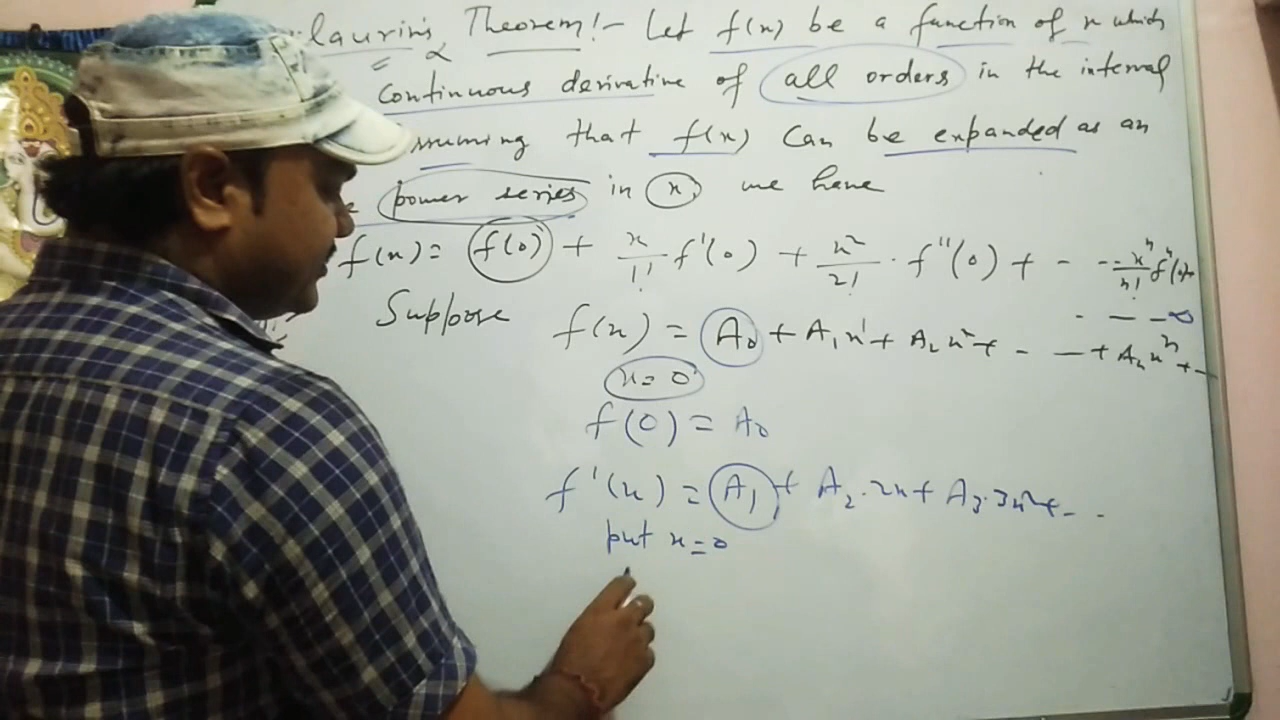 laurin's Theorem! - Let f(x) be a function of x which
continuous derivative of all orders in the interval
ssuming that f(x) can be expanded as an
power series in x, we have
f(x) = f(0) + x/1! f'(0) + x²/2! · f''(0) + - - - xⁿ/n! fⁿ(0)
- - - ∞
Suppose f(x) = A₀ + A₁x¹ + A₂x² + - - + Aₙxⁿ + -
x = 0
f(0) = A₀
f'(x) = A₁ + A₂·2x + A₃·3x² + - -
put x = 0